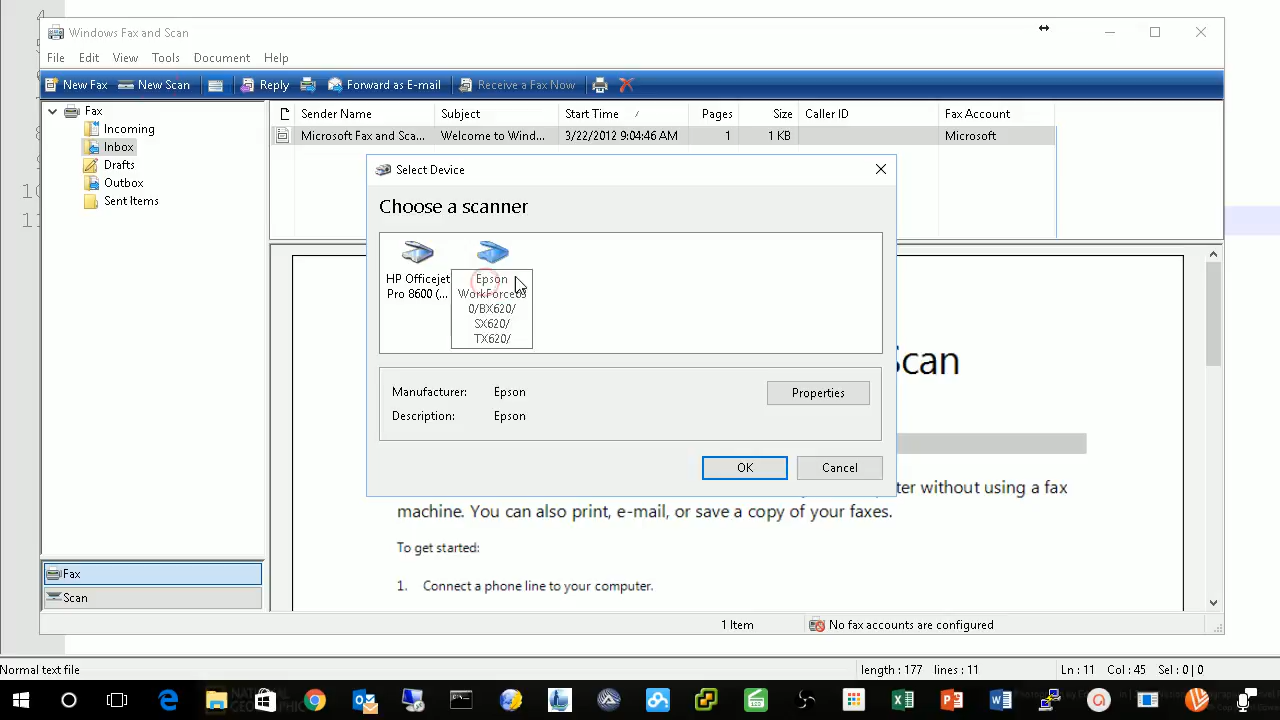 Windows Fax and Scan
File Edit View Tools Document Help
New Fax New Scan Reply Forward as E-mail Receive a Fax Now
Fax
Incoming
Inbox
Drafts
Outbox
Sent Items
Sender Name Subject Start Time Pages Size Caller ID Fax Account
Microsoft Fax and Sca... Welcome to Wind... 3/22/2012 9:04:46 AM 1 1 KB Microsoft
Select Device
Choose a scanner
HP Officejet
Pro 8600 (...
Epson
0/BX620/
SX620/
TX620/
Manufacturer: Epson
Description: Epson
Properties
OK Cancel
Scan
without using a fax
machine. You can also print, e-mail, or save a copy of your faxes.
To get started:
1. Connect a phone line to your computer.
Fax
Scan
1 Item No fax accounts are configured
Normal text file length : 177 lines : 11 Ln : 11 Col : 45 Sel : 0 | 0